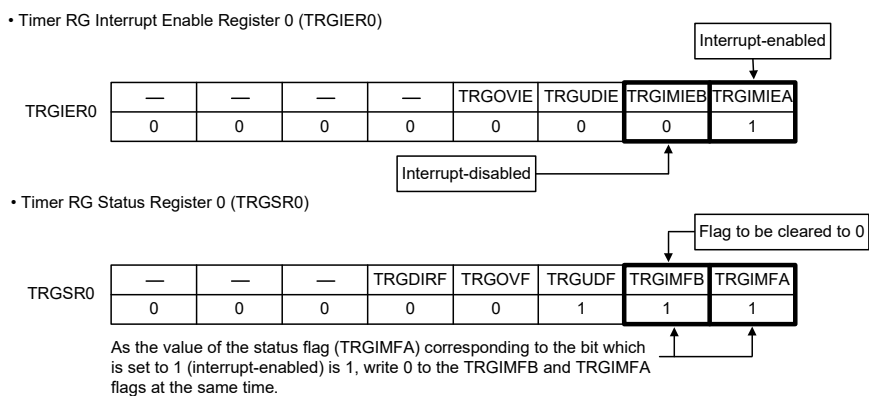 • Timer RG Interrupt Enable Register 0 (TRGIER0)
Interrupt-enabled
TRGIER0
— — — — TRGOVIE TRGUDIE TRGIMIEB TRGIMIEA
0 0 0 0 0 0 0 1
Interrupt-disabled
• Timer RG Status Register 0 (TRGSR0)
Flag to be cleared to 0
TRGSR0
— — — TRGDIRF TRGOVF TRGUDF TRGIMFB TRGIMFA
0 0 0 0 0 1 1 1
As the value of the status flag (TRGIMFA) corresponding to the bit which
is set to 1 (interrupt-enabled) is 1, write 0 to the TRGIMFB and TRGIMFA
flags at the same time.